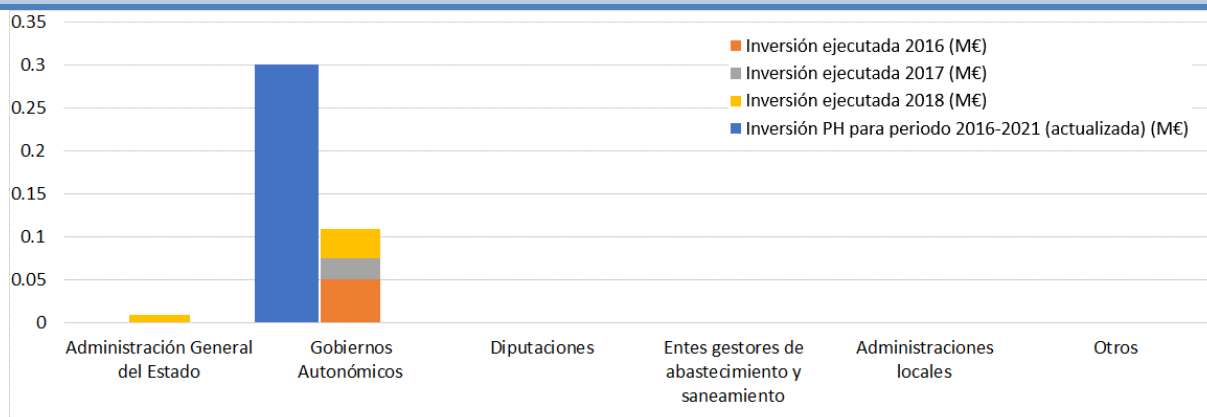 0.35
0.3
0.25
0.2
0.15
0.1
0.05
0
Inversión ejecutada 2016 (M€)
Inversión ejecutada 2017 (M€)
Inversión ejecutada 2018 (M€)
Inversión PH para periodo 2016-2021 (actualizada) (M€)
Administración General
del Estado
Gobiernos
Autonómicos
Diputaciones
Entes gestores de
abastecimiento y
saneamiento
Administraciones
locales
Otros